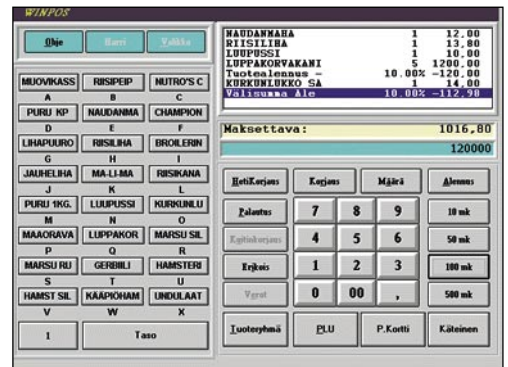 WINPOS
Ohje Harri Valikko
NAUDANMAHA 1 12,00
RIISILIHA 1 13,80
LUUPUSSI 1 10,00
LUPPAKORVAKANI 5 1200,00
Tuotealennus - 10.00% -120,00
KURKUNLUKKO SA 1 14,00
Valisumma Ale 10.00% -112,98
Maksettava: 1016,80
120000
MUOVIKASS RIISIPEIP NUTRO'S C
A B C
PURU KP NAUDANMA CHAMPION
D E F
LIHAPUURO RIISILIHA BROILERIN
G H I
JAUHELIHA MA-LI-MA RIISIKANA
J K L
PURU 1KG. LUUPUSSI KURKUNLU
M N O
MAAORAVA LUPPAKOR MARSU SIL
P Q R
MARSU RU GERBIILI HAMSTERI
S T U
HAMST SIL KÄÄPIÖHAM UNDULAAT
V W X
1 Taso
HetiKorjaus Korjaus Määrä Alennus
Palautus 7 8 9 10 mk
4 5 6 50 mk
Erikois 1 2 3 100 mk
Varat 0 00 , 500 mk
Tuoteryhmä PLU P.Kortti Käteinen